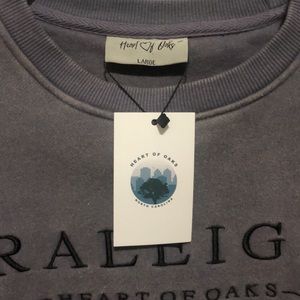 Heart Of Oaks
LARGE
HEART OF OAKS
NORTH CAROLINA
RALEIG
HEART OF OAKS